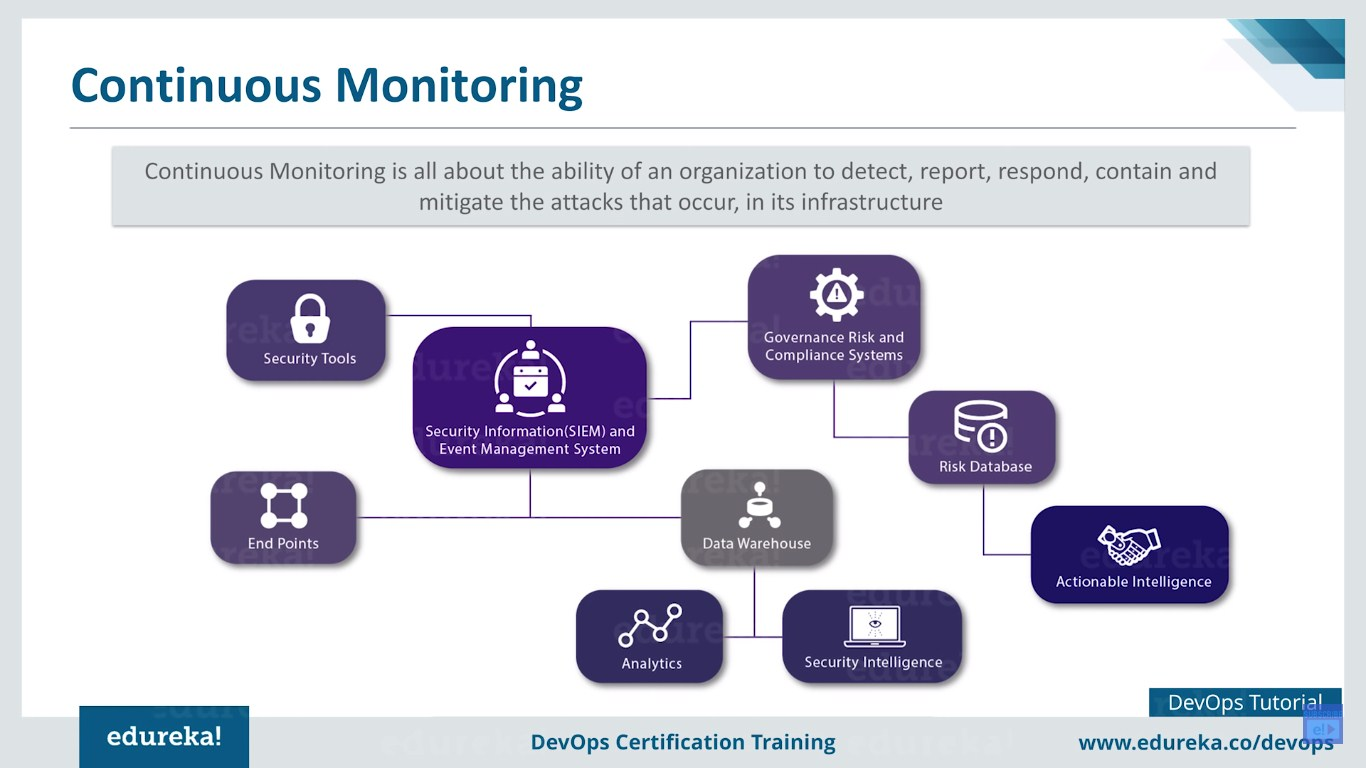 Continuous Monitoring
Continuous Monitoring is all about the ability of an organization to detect, report, respond, contain and
mitigate the attacks that occur, in its infrastructure
Security Tools
Governance Risk and
Compliance Systems
Security Information(SIEM) and
Event Management System
Risk Database
End Points
Data Warehouse
Actionable Intelligence
Analytics
Security Intelligence
DevOps Tutorial
edureka!
DevOps Certification Training
www.edureka.co/devops